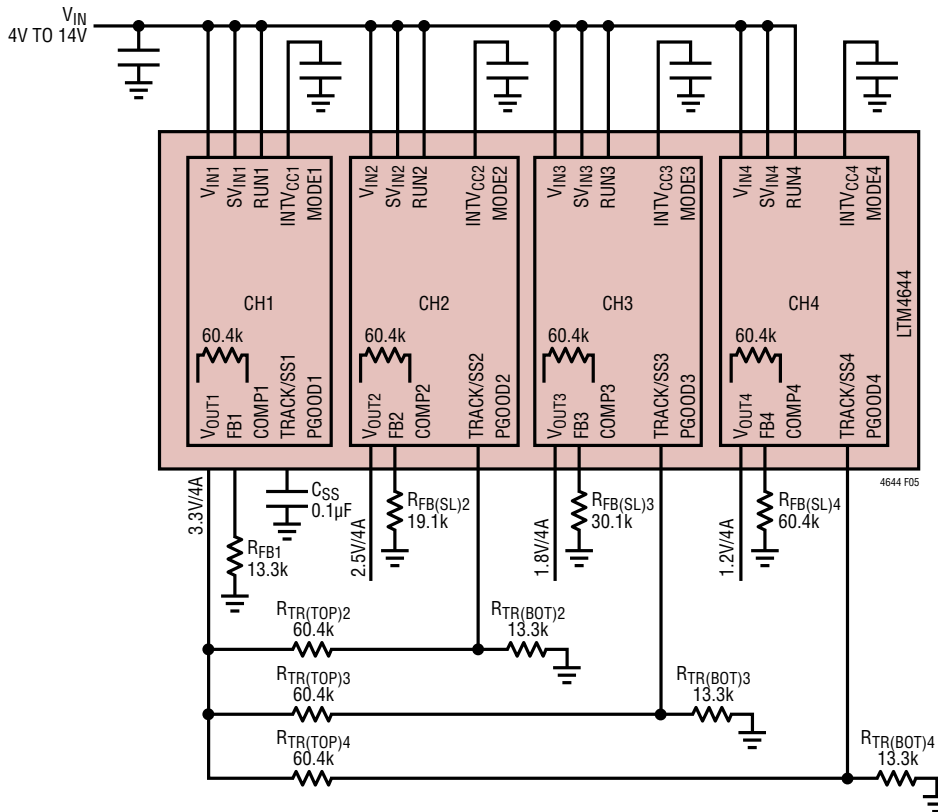 VIN
4V TO 14V
VIN1
SVIN1
RUN1
INTVCC1
MODE1
VIN2
SVIN2
RUN2
INTVCC2
MODE2
VIN3
SVIN3
RUN3
INTVCC3
MODE3
VIN4
SVIN4
RUN4
INTVCC4
MODE4
CH1
CH2
CH3
CH4
LTM4644
60.4k
60.4k
60.4k
60.4k
VOUT1
FB1
COMP1
TRACK/SS1
PGOOD1
VOUT2
FB2
COMP2
TRACK/SS2
PGOOD2
VOUT3
FB3
COMP3
TRACK/SS3
PGOOD3
VOUT4
FB4
COMP4
TRACK/SS4
PGOOD4
4644 F05
3.3V/4A
CSS
0.1µF
RFB1
13.3k
2.5V/4A
RFB(SL)2
19.1k
1.8V/4A
RFB(SL)3
30.1k
1.2V/4A
RFB(SL)4
60.4k
RTR(TOP)2
60.4k
RTR(BOT)2
13.3k
RTR(TOP)3
60.4k
RTR(BOT)3
13.3k
RTR(TOP)4
60.4k
RTR(BOT)4
13.3k